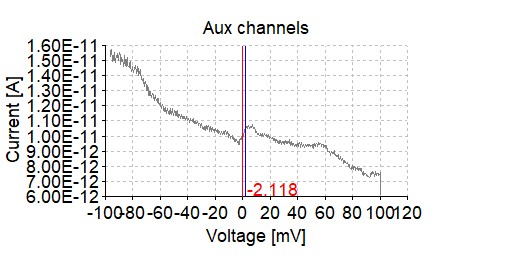 Aux channels
1.60E-11
1.50E-11
1.40E-11
1.30E-11
1.20E-11
1.10E-11
1.00E-11
9.00E-12
8.00E-12
7.00E-12
6.00E-12
Current [A]
-2.118
-100 -80 -60 -40 -20 0 20 40 60 80 100 120
Voltage [mV]